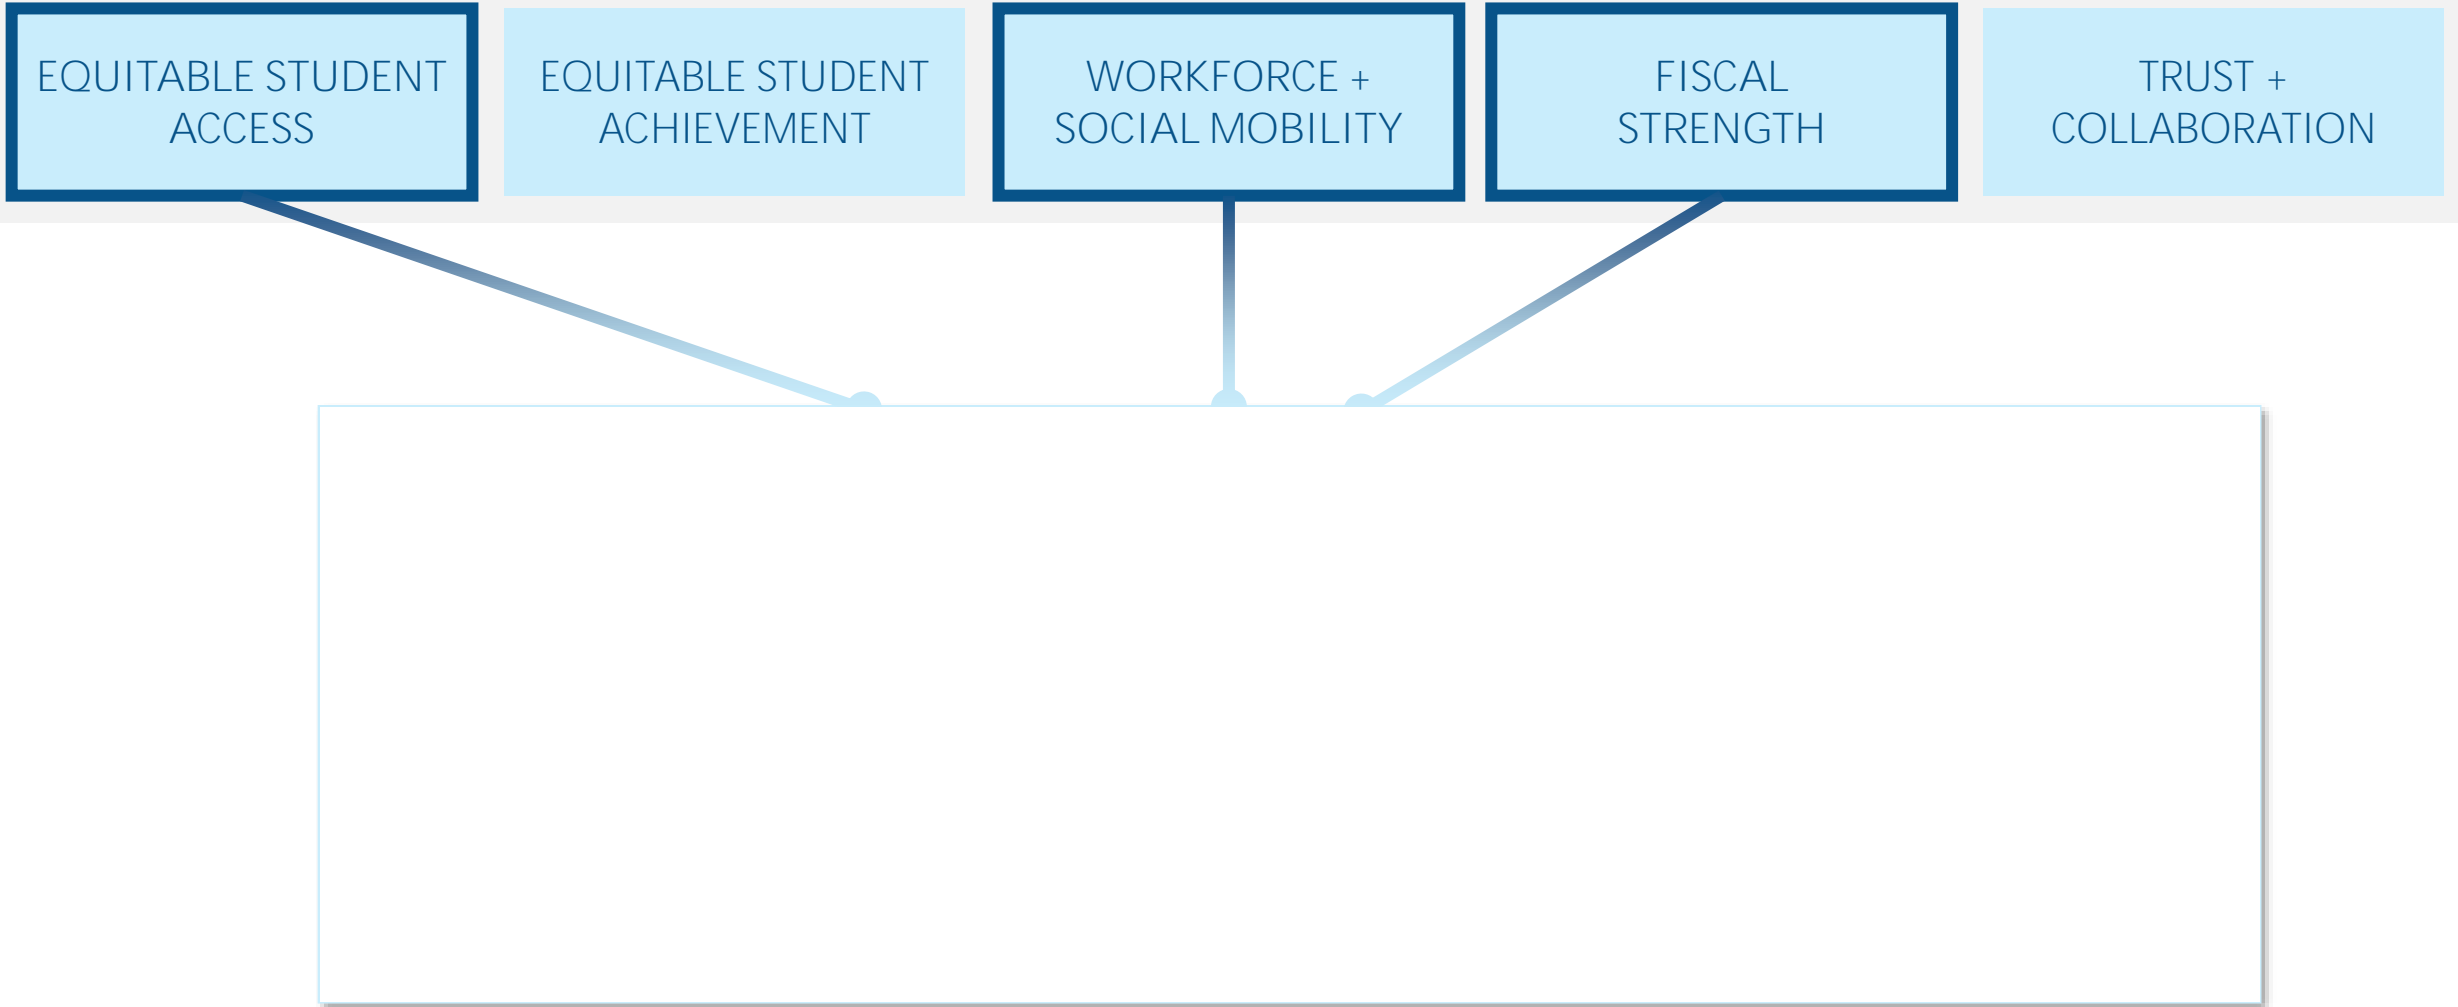 EQUITABLE STUDENT
ACCESS
EQUITABLE STUDENT
ACHIEVEMENT
WORKFORCE +
SOCIAL MOBILITY
FISCAL
STRENGTH
TRUST +
COLLABORATION